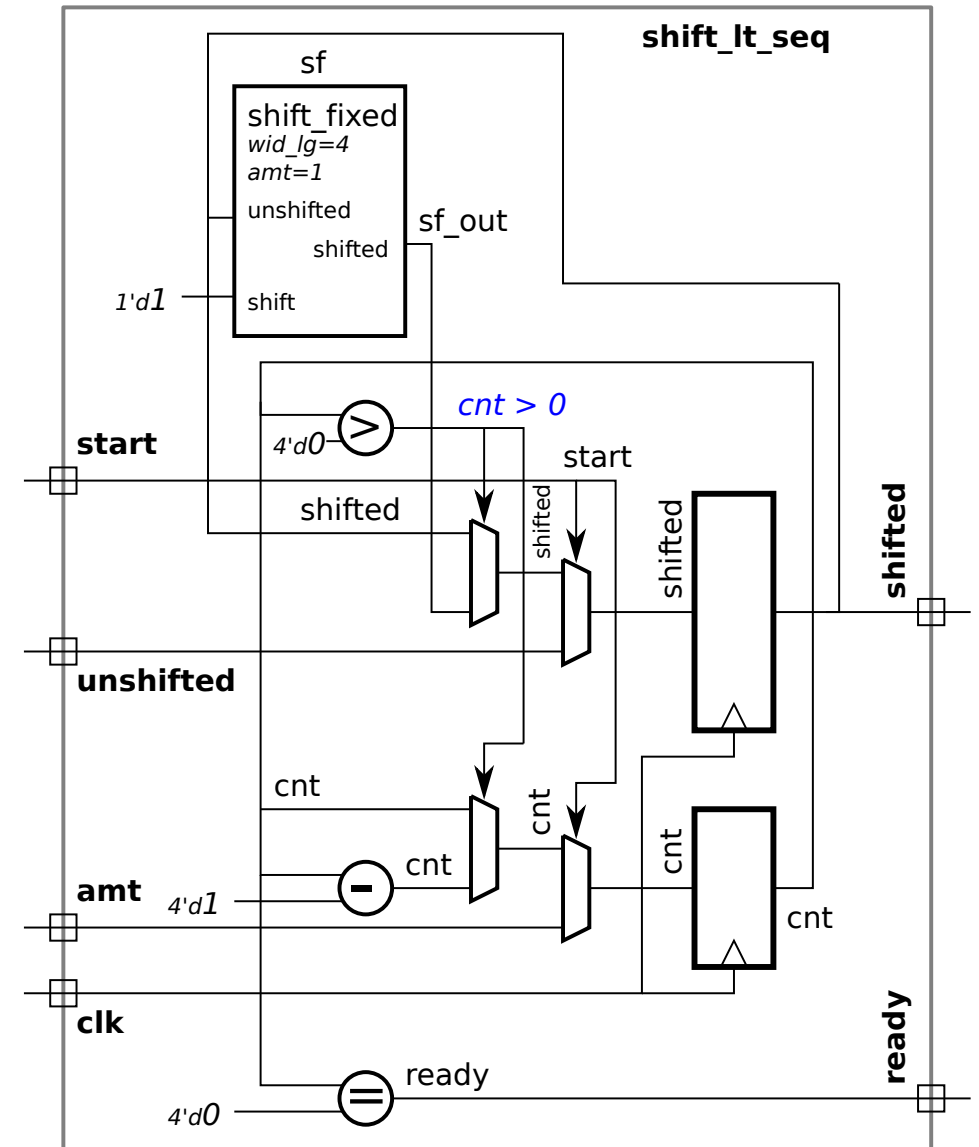 shift_lt_seq
sf
shift_fixed
wid_lg=4
amt=1
unshifted
sf_out
shifted
1'd1
shift
cnt > 0
4'd0
>
start
start
shifted
shifted
shifted
shifted
unshifted
cnt
cnt
cnt
cnt
-
amt
4'd1
cnt
clk
ready
ready
=
4'd0